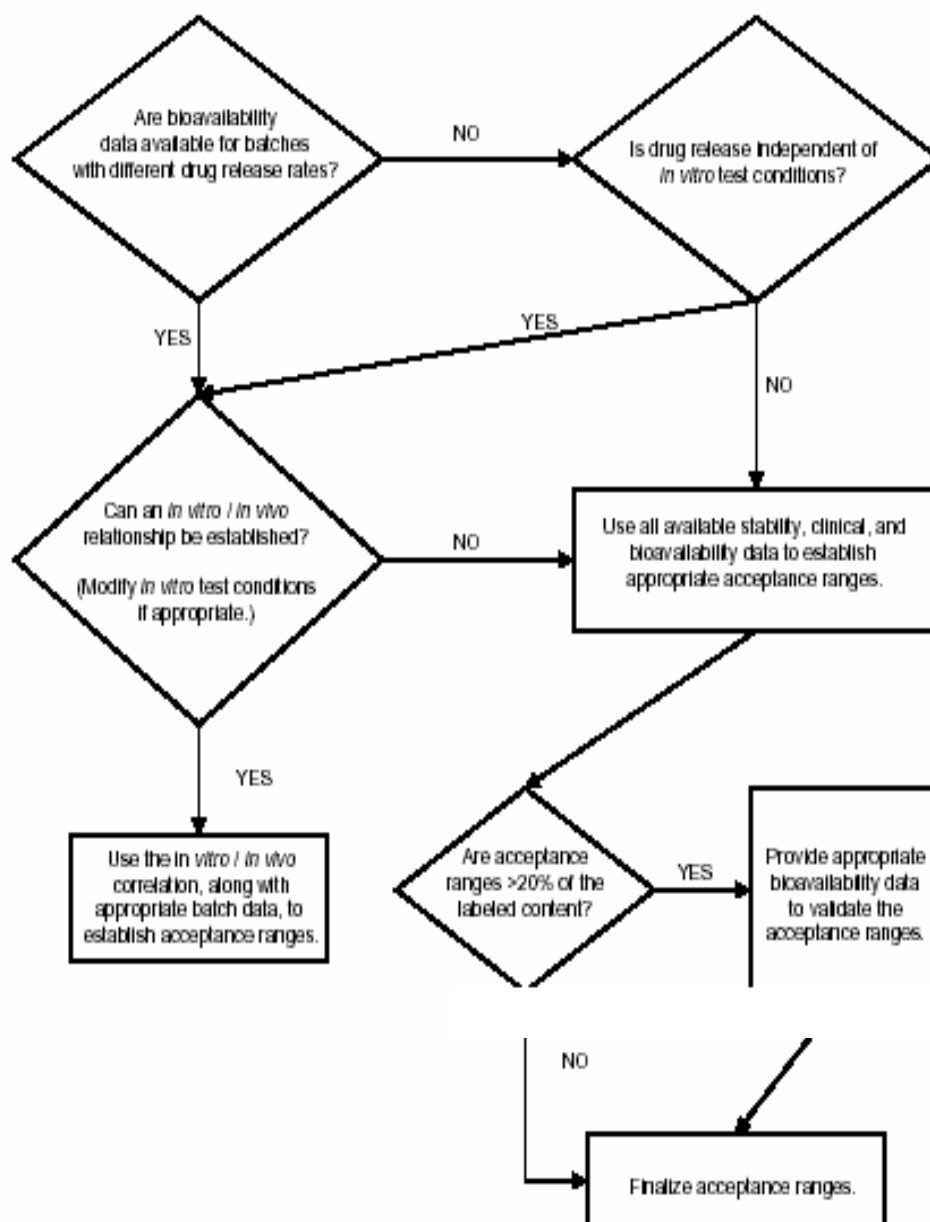 Are bioavailability
data available for batches
with different drug release rates?
NO
Is drug release independent of
in vitro test conditions?
YES
YES
NO
Can an in vitro / in vivo
relationship be established?
(Modify in vitro test conditions
if appropriate.)
NO
Use all available stability, clinical, and
bioavailability data to establish
appropriate acceptance ranges.
YES
Use the in vitro / in vivo
correlation, along with
appropriate batch data, to
establish acceptance ranges.
Are acceptance
ranges >20% of the
labeled content?
YES
Provide appropriate
bioavailability data
to validate the
acceptance ranges.
NO
Finalize acceptance ranges.